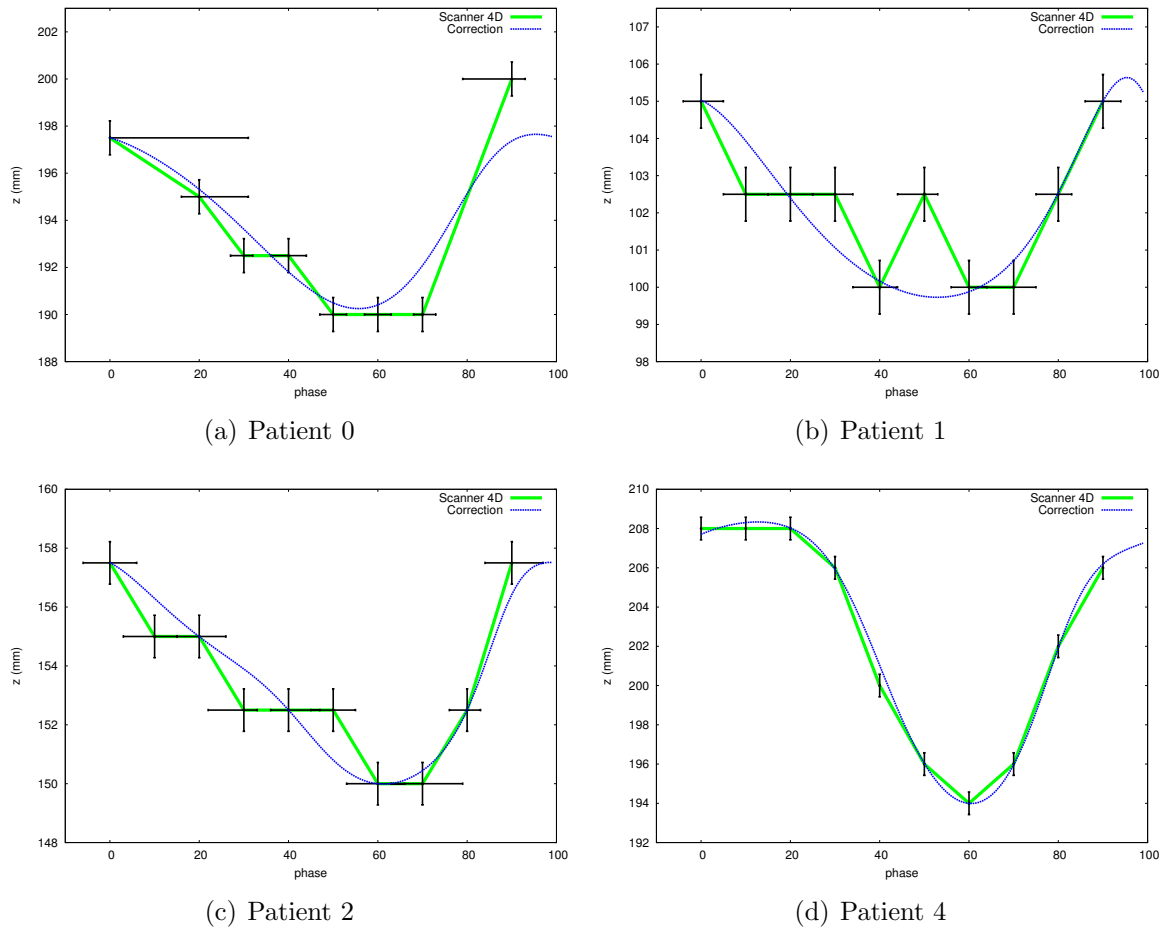 202
200
198
196
194
192
190
188
0 20 40 60 80 100
z (mm)
phase
Scanner 4D
Correction
(a) Patient 0
107
106
105
104
103
102
101
100
99
98
0 20 40 60 80 100
z (mm)
phase
Scanner 4D
Correction
(b) Patient 1
160
158
156
154
152
150
148
0 20 40 60 80 100
z (mm)
phase
Scanner 4D
Correction
(c) Patient 2
210
208
206
204
202
200
198
196
194
192
0 20 40 60 80 100
z (mm)
phase
Scanner 4D
Correction
(d) Patient 4